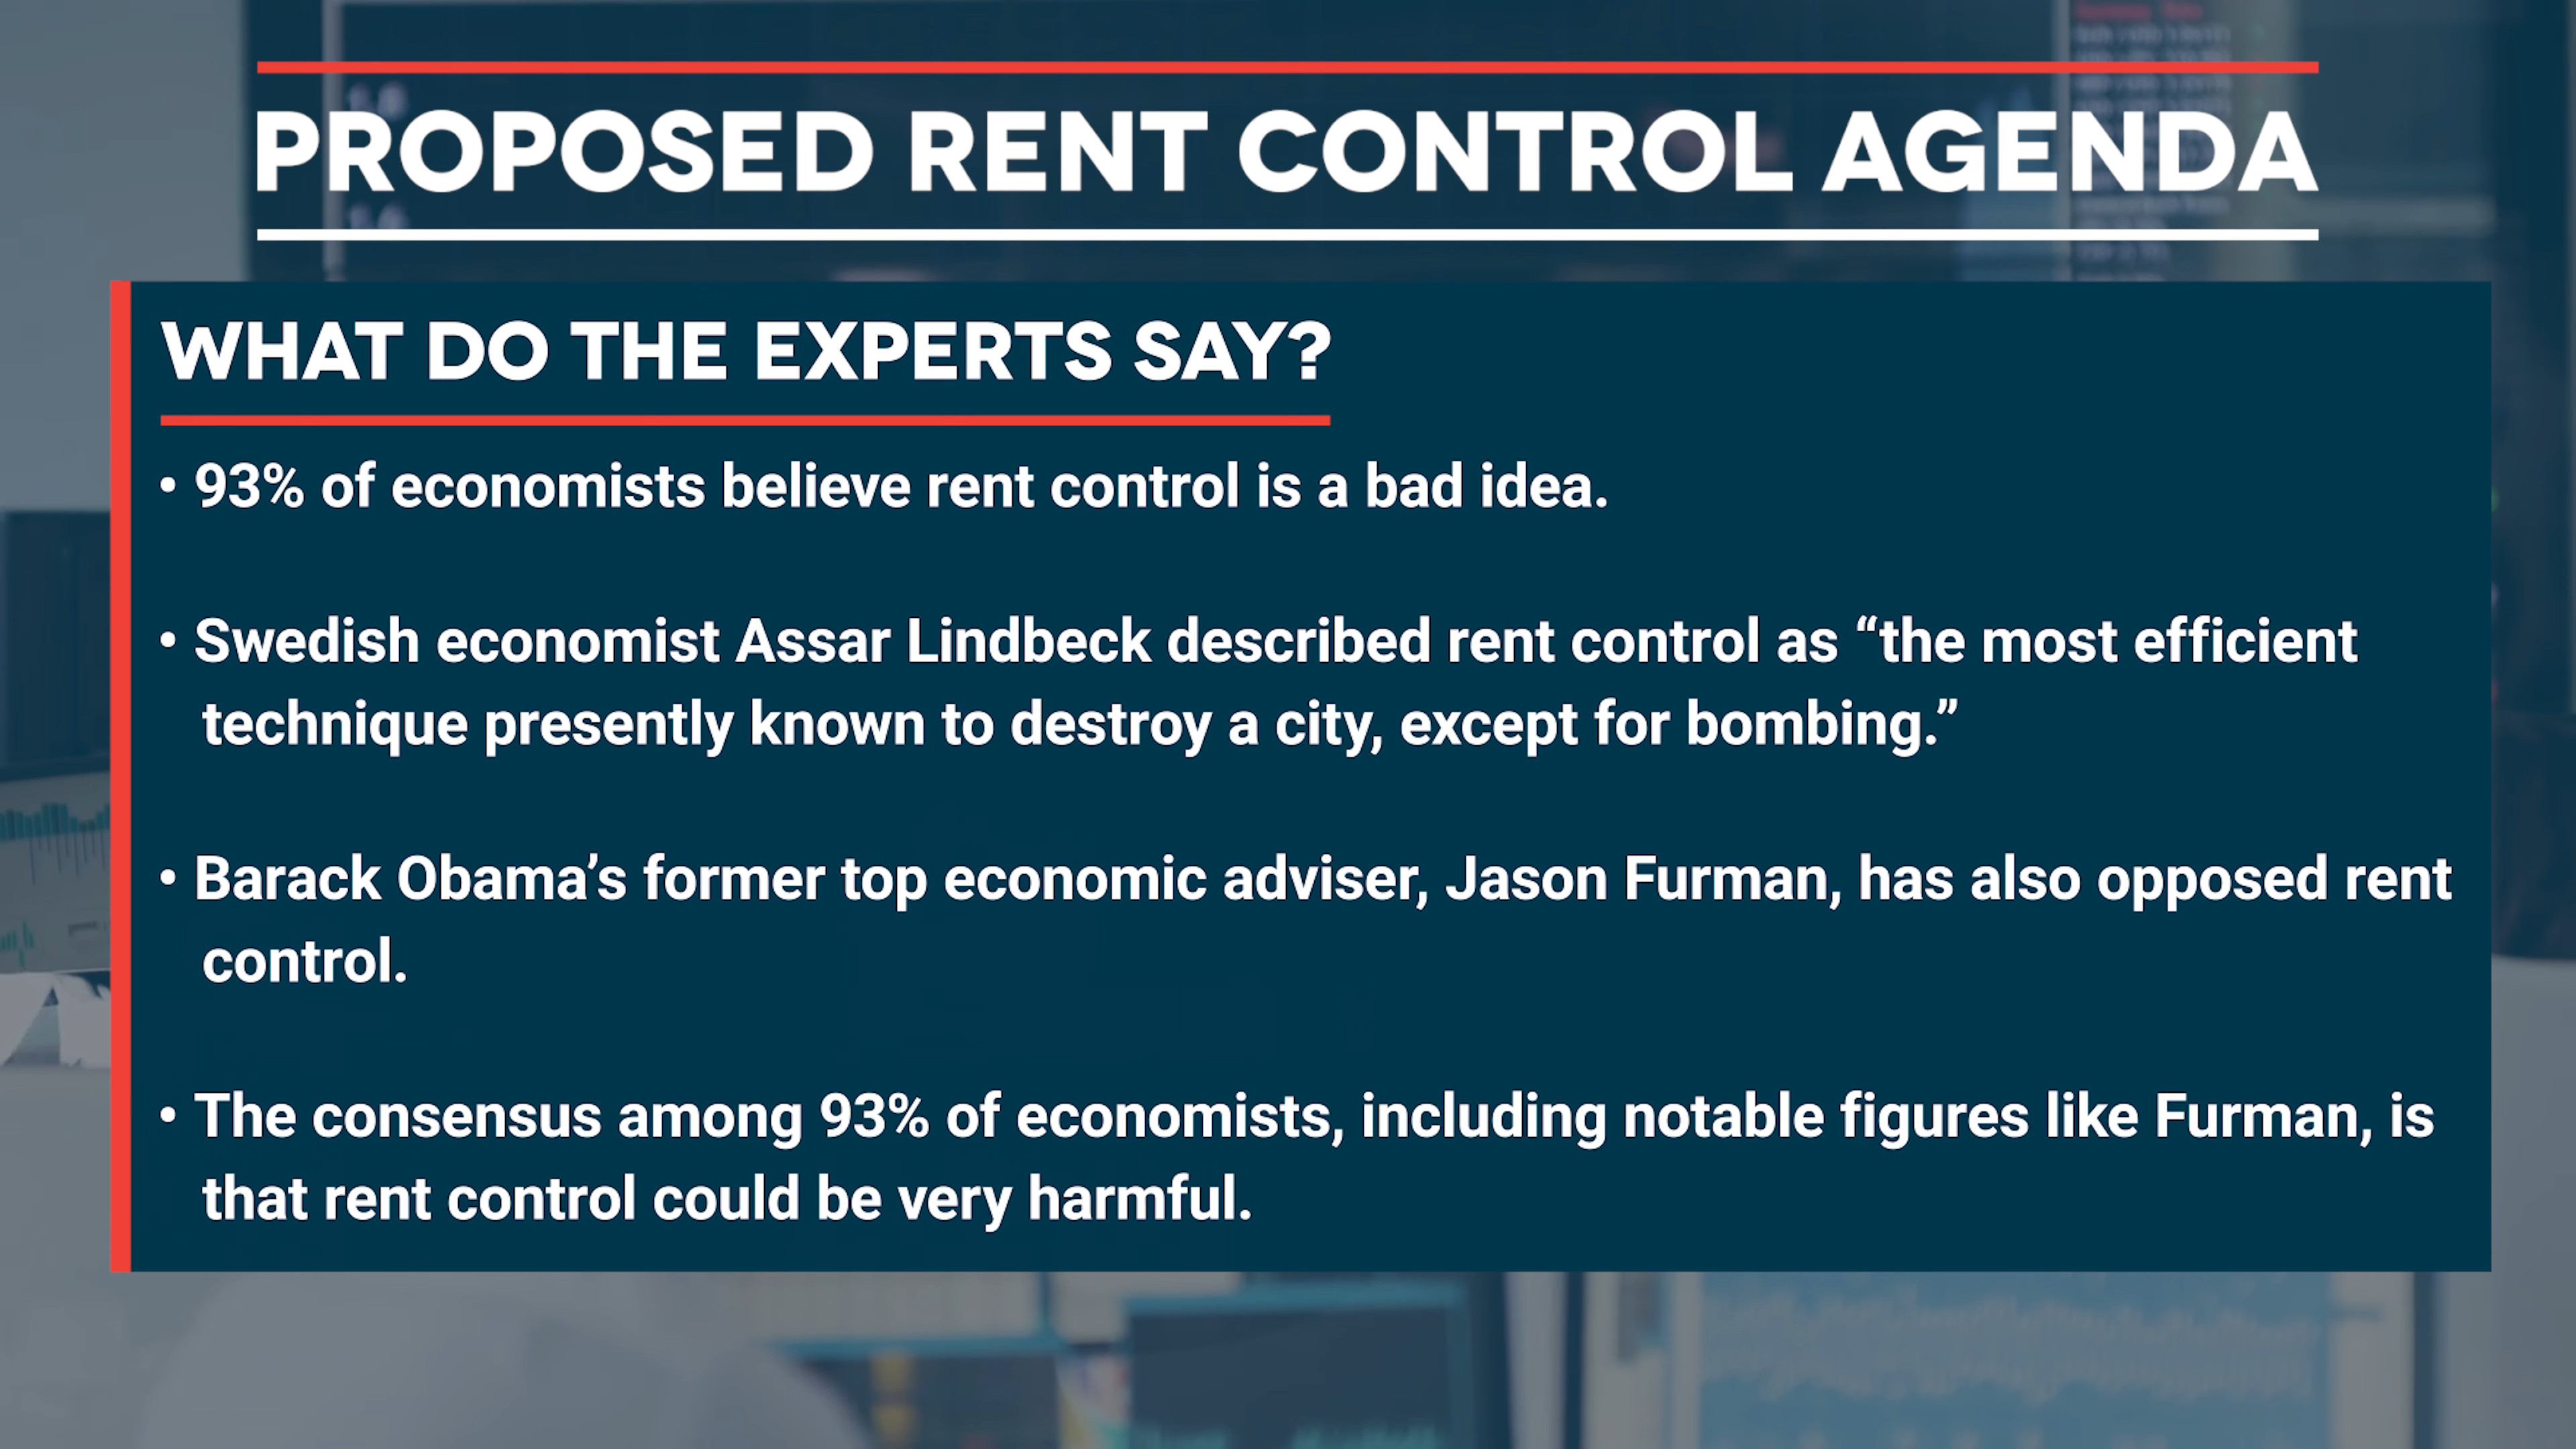 PROPOSED RENT CONTROL AGENDA
WHAT DO THE EXPERTS SAY?
• 93% of economists believe rent control is a bad idea.
• Swedish economist Assar Lindbeck described rent control as “the most efficient
technique presently known to destroy a city, except for bombing.”
• Barack Obama’s former top economic adviser, Jason Furman, has also opposed rent
control.
• The consensus among 93% of economists, including notable figures like Furman, is
that rent control could be very harmful.